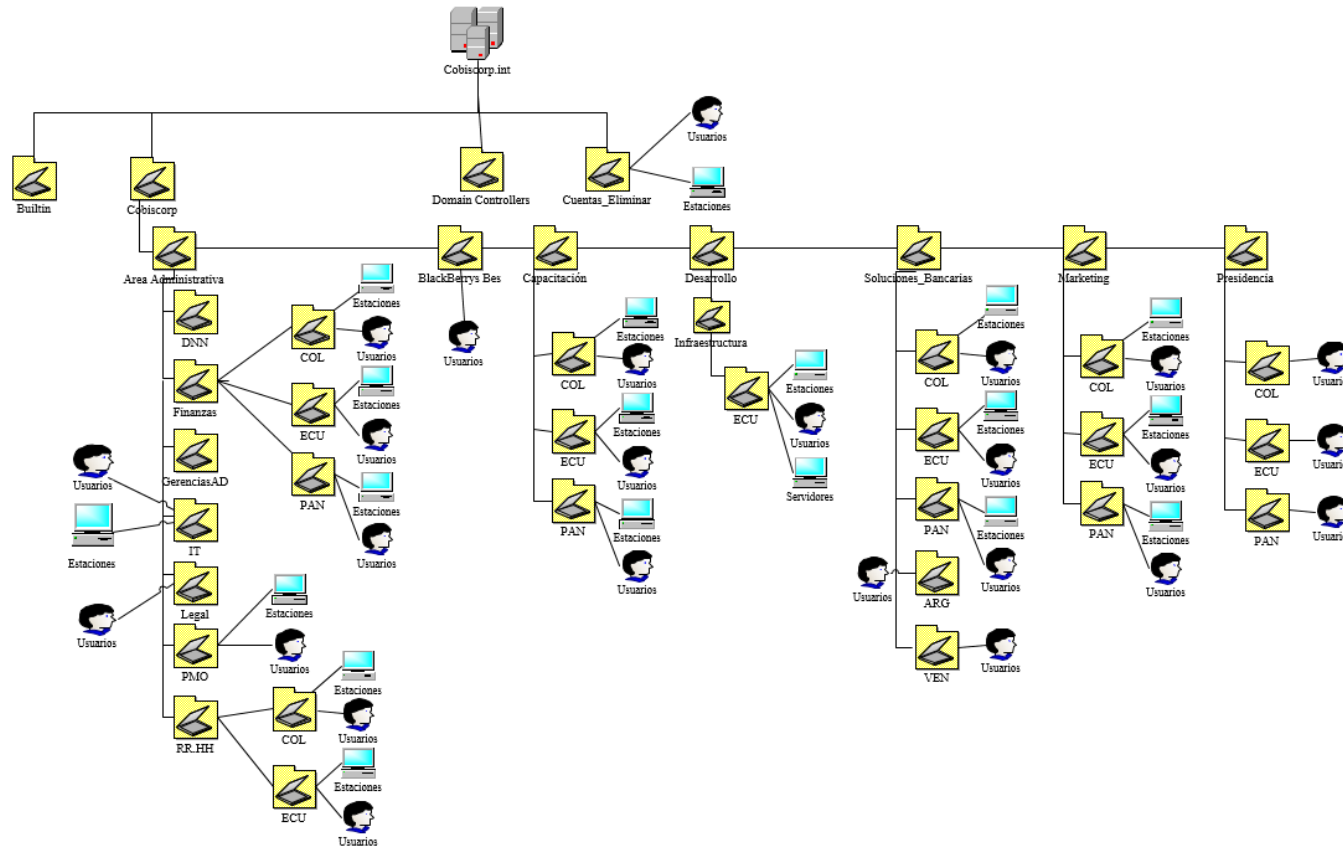 Cobiscorp.int
Usuarios
Builtin
Cobiscorp
Domain Controllers
Cuentas_Eliminar
Estaciones
Area Administrativa
BlackBerrys Bes
Capacitación
Desarrollo
Soluciones_Bancarias
Marketing
Presidencia
DNN
COL
Estaciones
Usuarios
Finanzas
ECU
Estaciones
Usuarios
GerenciasAD
PAN
Estaciones
Usuarios
Usuarios
IT
Estaciones
Legal
Usuarios
PMO
Estaciones
Usuarios
RR.HH
COL
Estaciones
Usuarios
ECU
Estaciones
Usuarios
Usuarios
COL
Estaciones
Usuarios
ECU
Estaciones
Usuarios
PAN
Estaciones
Usuarios
Infraestructura
ECU
Estaciones
Usuarios
Servidores
COL
Estaciones
Usuarios
ECU
Estaciones
Usuarios
PAN
Estaciones
Usuarios
ARG
Usuarios
VEN
Usuarios
COL
Estaciones
Usuarios
ECU
Estaciones
Usuarios
PAN
Estaciones
Usuarios
COL
Usuario
ECU
Usuario
PAN
Usuario